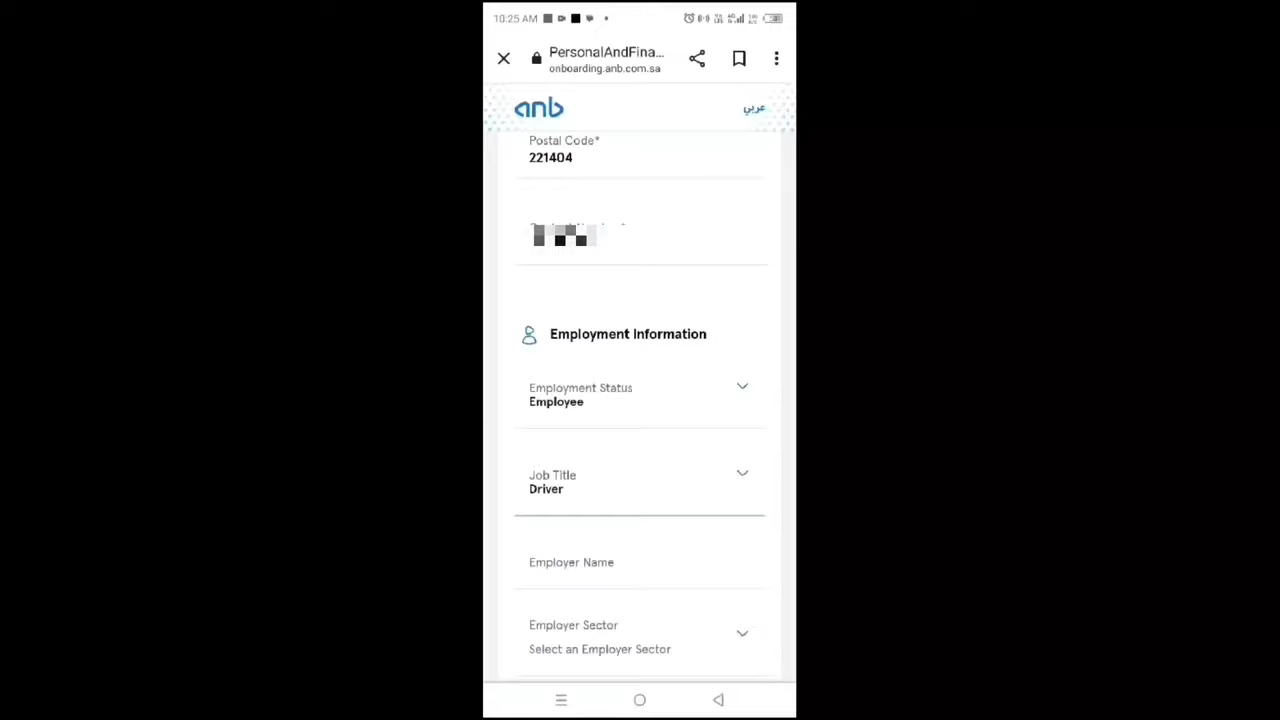 10:25 AM
PersonalAndFina...
onboarding.anb.com.sa
anb
عربي
Postal Code*
221404
Employment Information
Employment Status
Employee
Job Title
Driver
Employer Name
Employer Sector
Select an Employer Sector